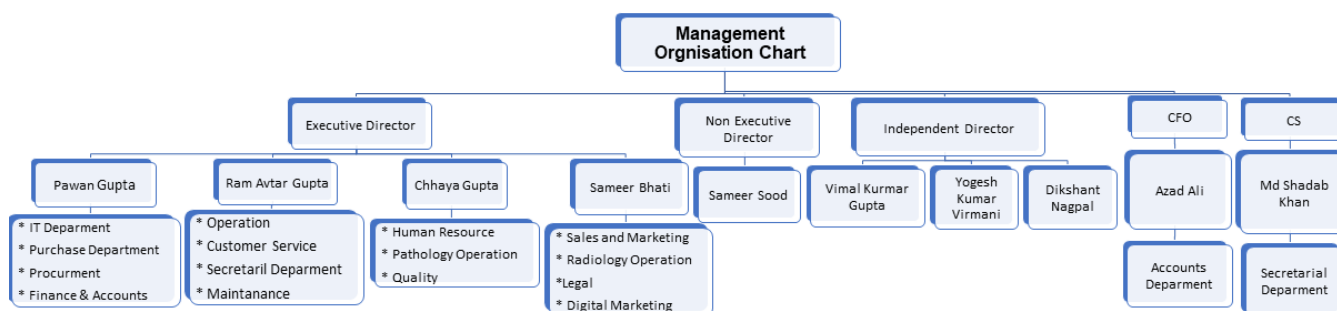 Management
Orgnisation Chart
Executive Director
Non Executive
Director
Independent Director
CFO
CS
Pawan Gupta
Ram Avtar Gupta
Chhaya Gupta
Sameer Bhati
Sameer Sood
Vimal Kurmar
Gupta
Yogesh
Kumar
Virmani
Dikshant
Nagpal
Azad Ali
Md Shadab
Khan
* IT Deparment
* Purchase Department
* Procurment
* Finance & Accounts
* Operation
* Customer Service
* Secretaril Deparment
* Maintanance
* Human Resource
* Pathology Operation
* Quality
* Sales and Marketing
* Radiology Operation
*Legal
* Digital Marketing
Accounts
Deparment
Secretarial
Deparment